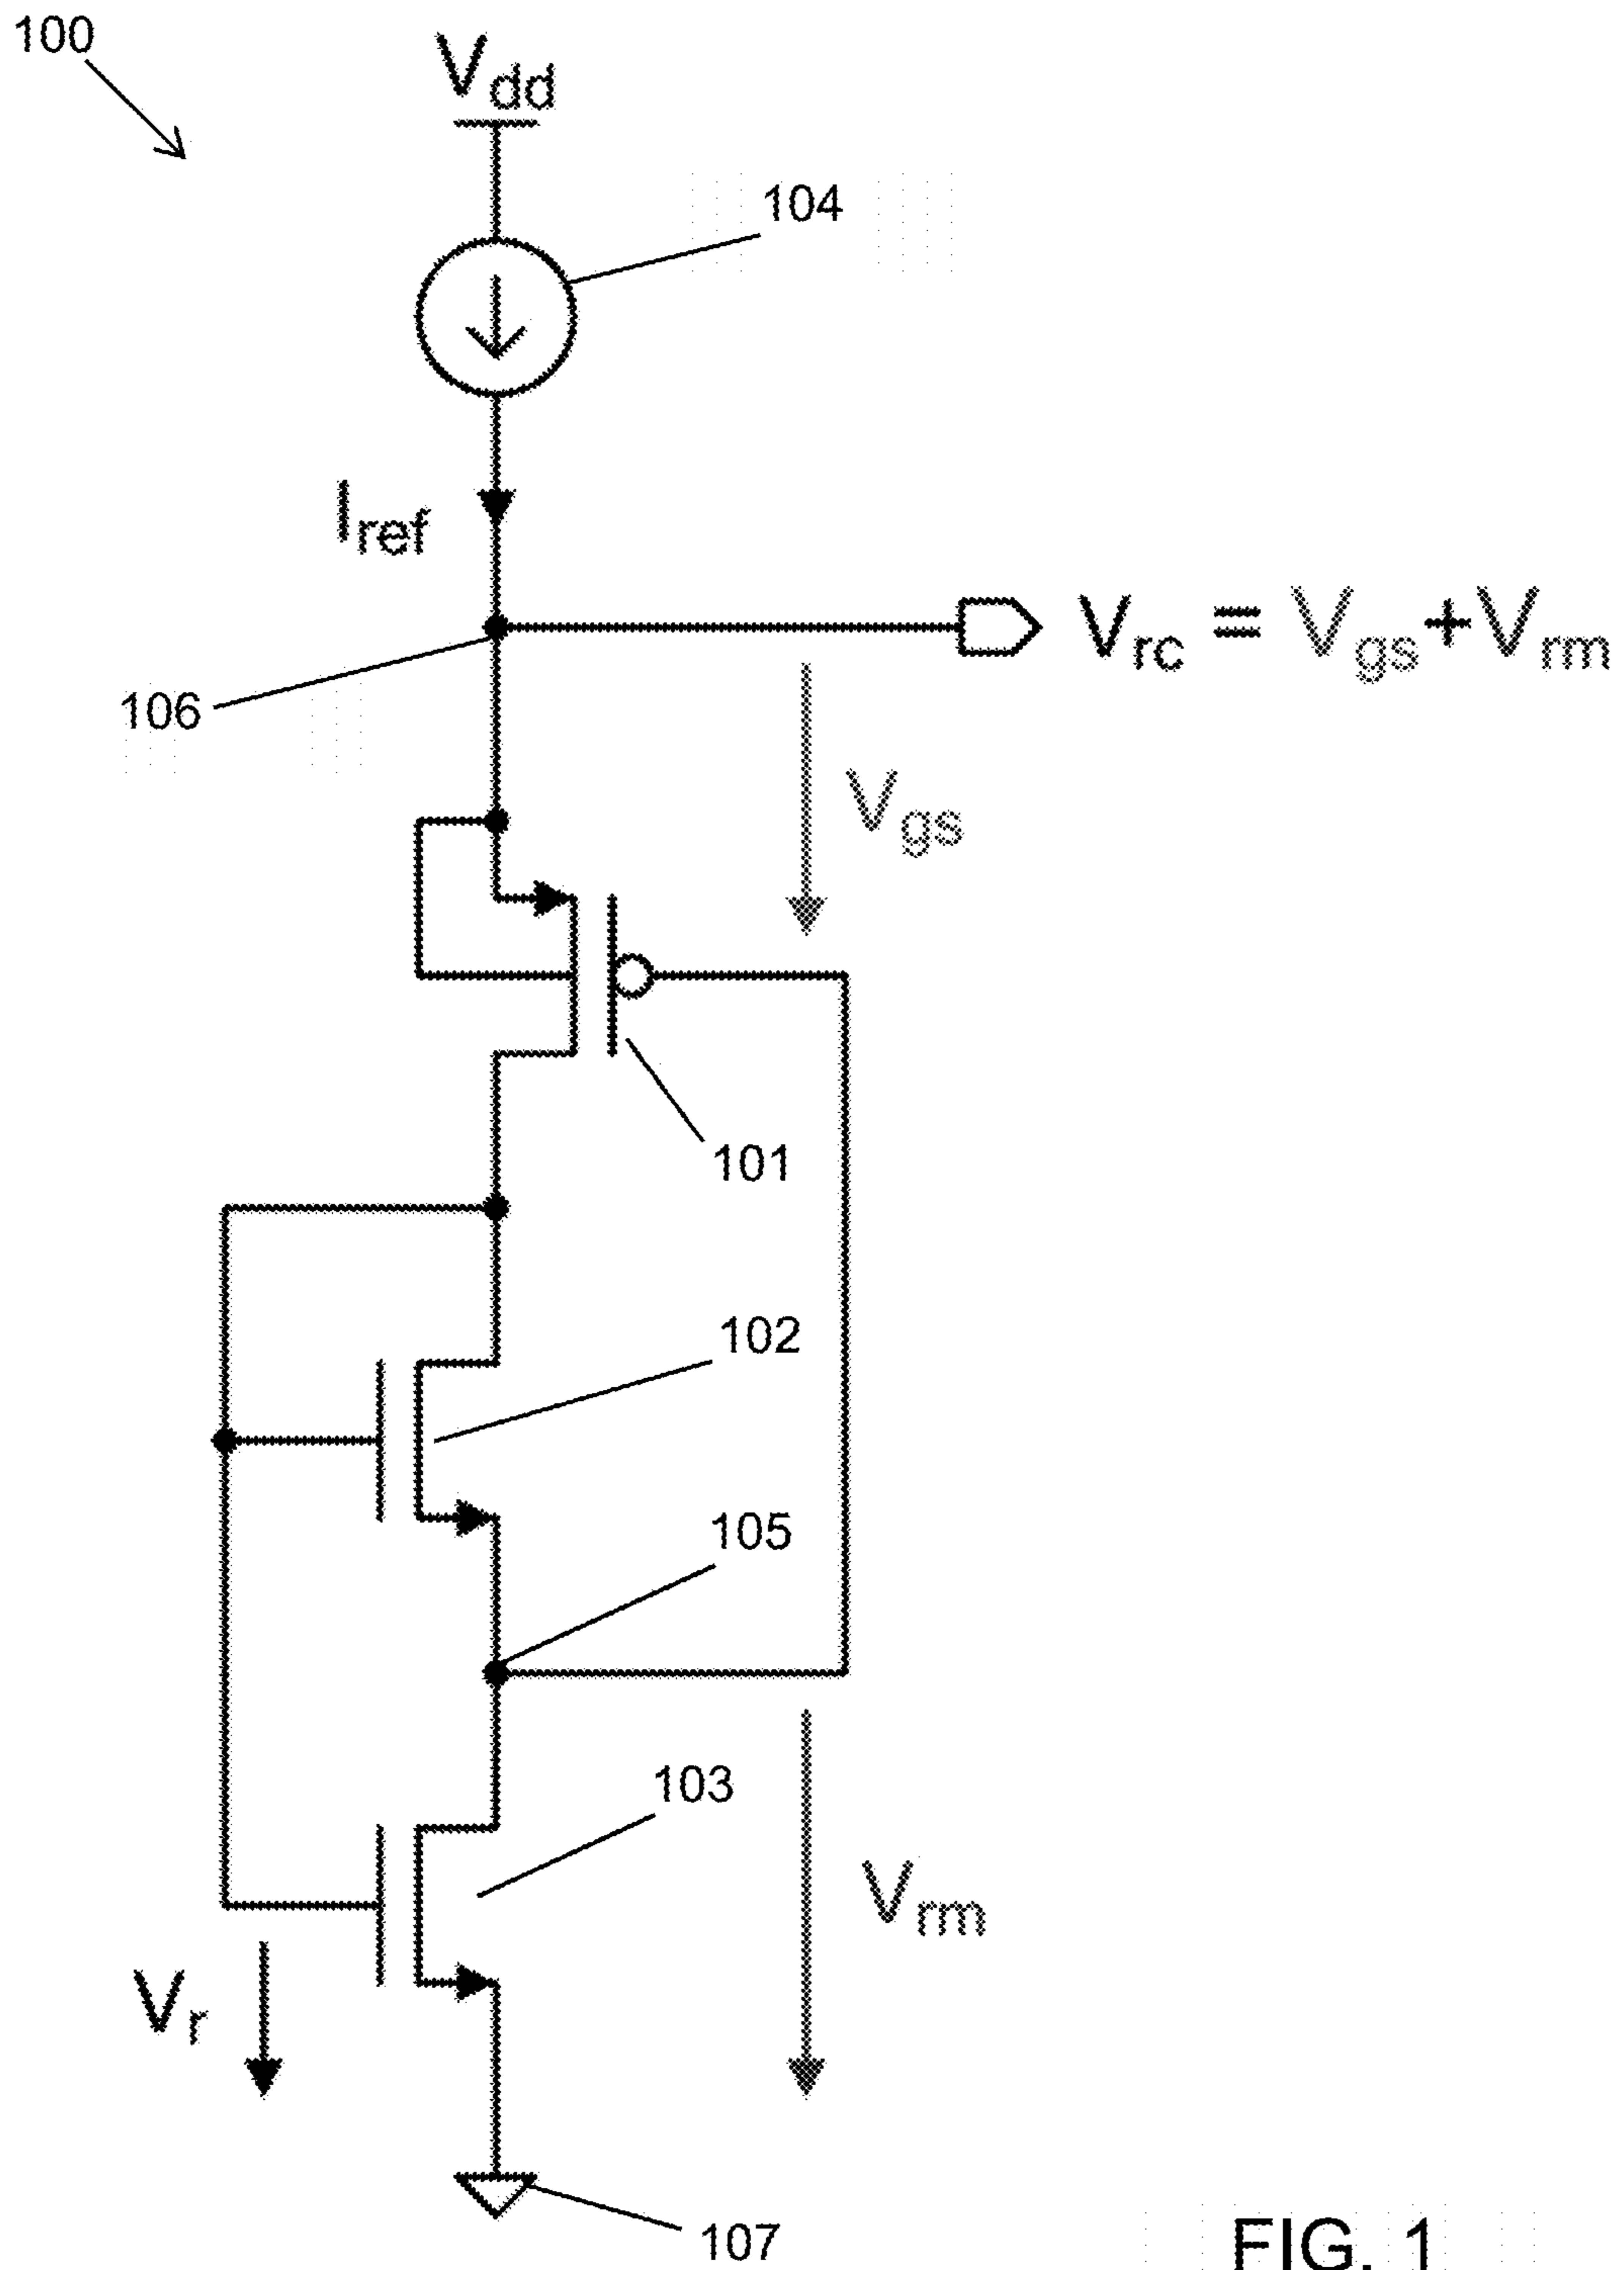 100
Vdd
104
Iref
Vrc = Vgs+Vrm
106
Vgs
101
102
105
103
Vrm
Vr
107
FIG. 1